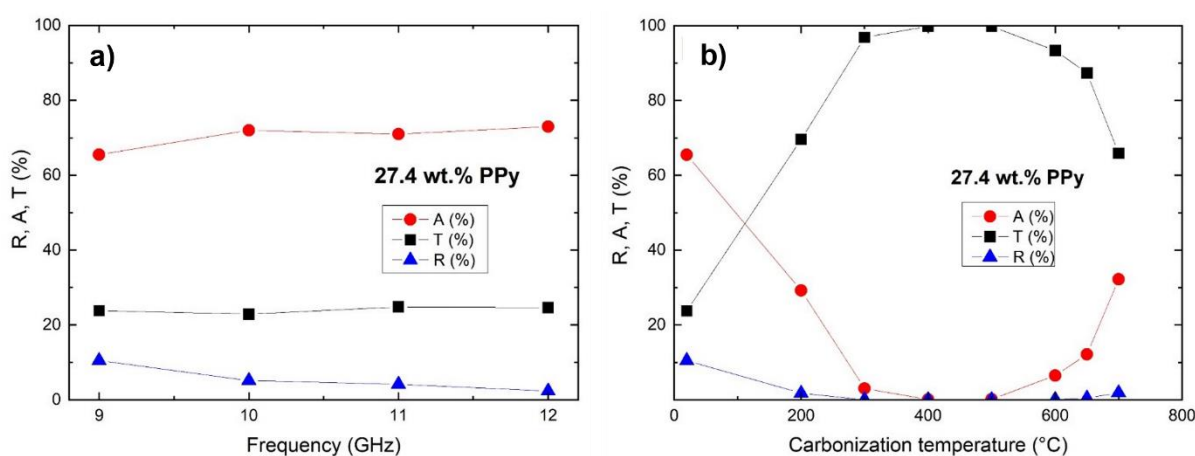 a)
R, A, T (%)
100
80
60
40
20
0
27.4 wt.% PPy
A (%)
T (%)
R (%)
9
10
11
12
Frequency (GHz)
b)
R, A, T (%)
100
80
60
40
20
0
27.4 wt.% PPy
A (%)
T (%)
R (%)
0
200
400
600
800
Carbonization temperature (°C)